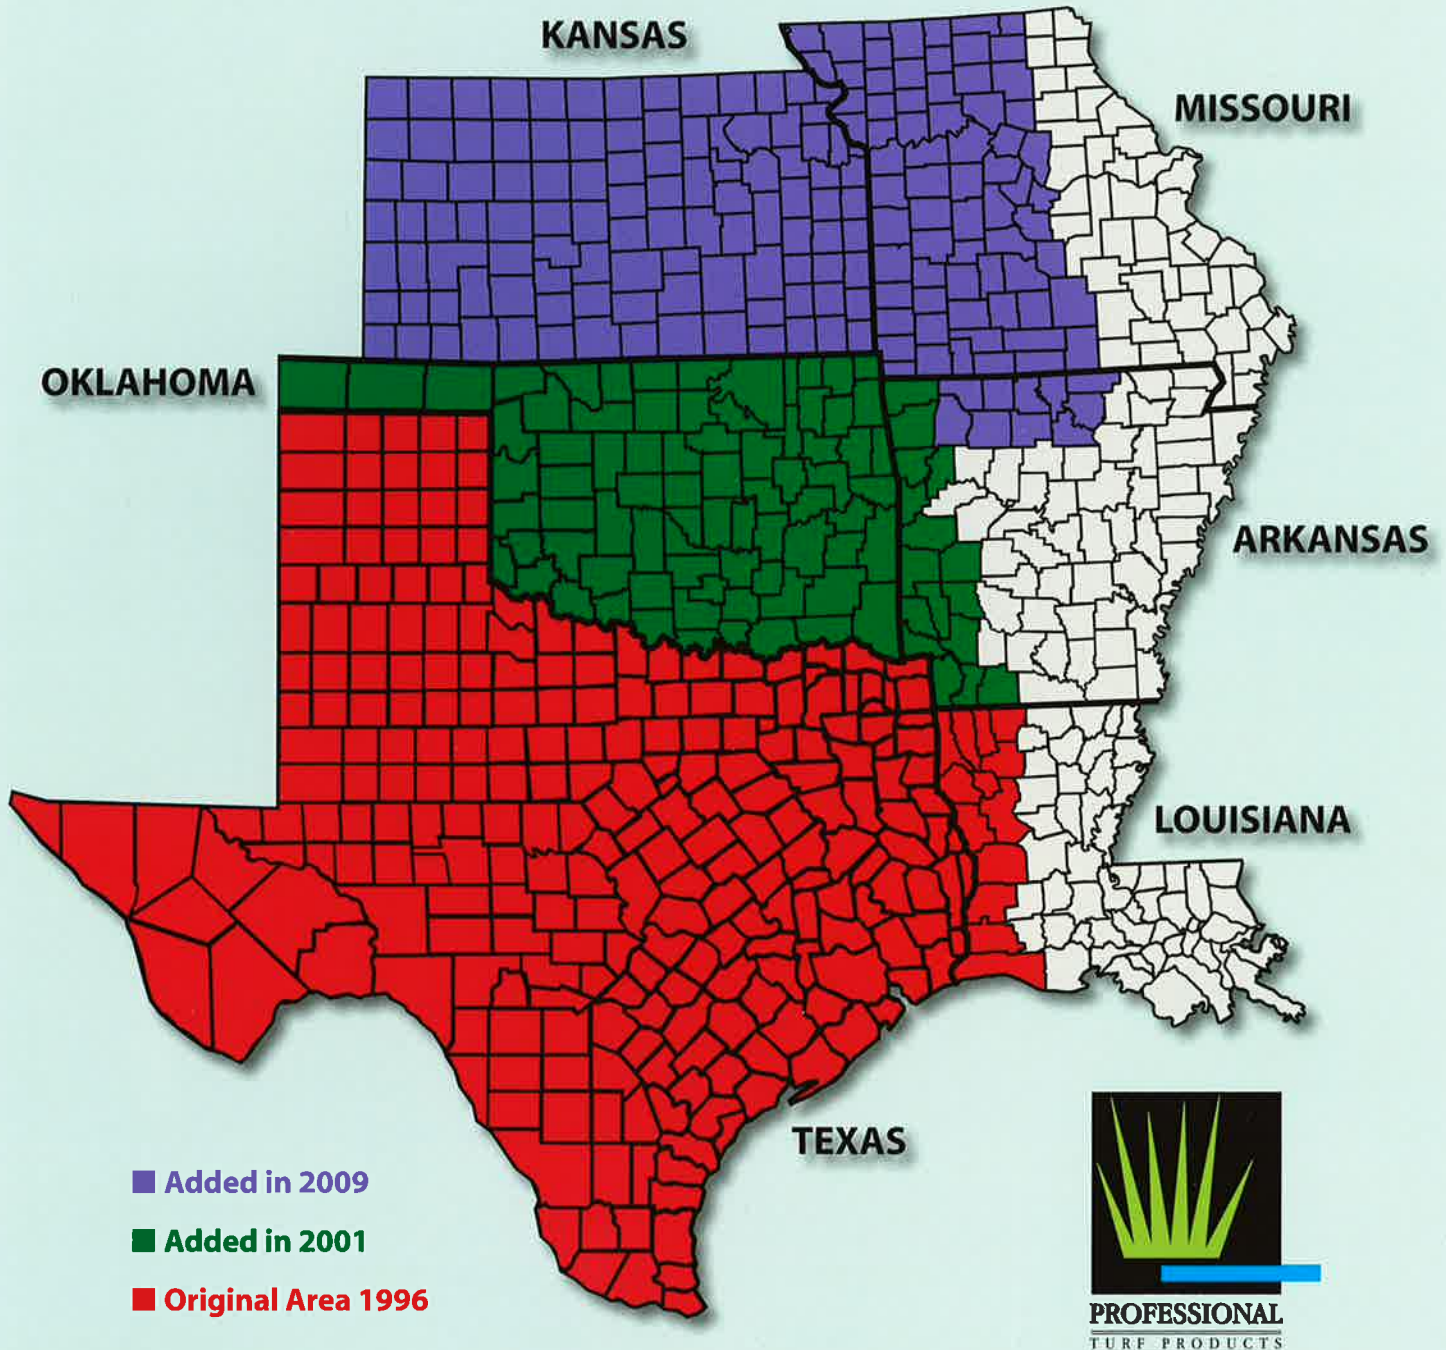 KANSAS
MISSOURI
OKLAHOMA
ARKANSAS
LOUISIANA
TEXAS
Added in 2009
Added in 2001
Original Area 1996
PROFESSIONAL
TURF PRODUCTS